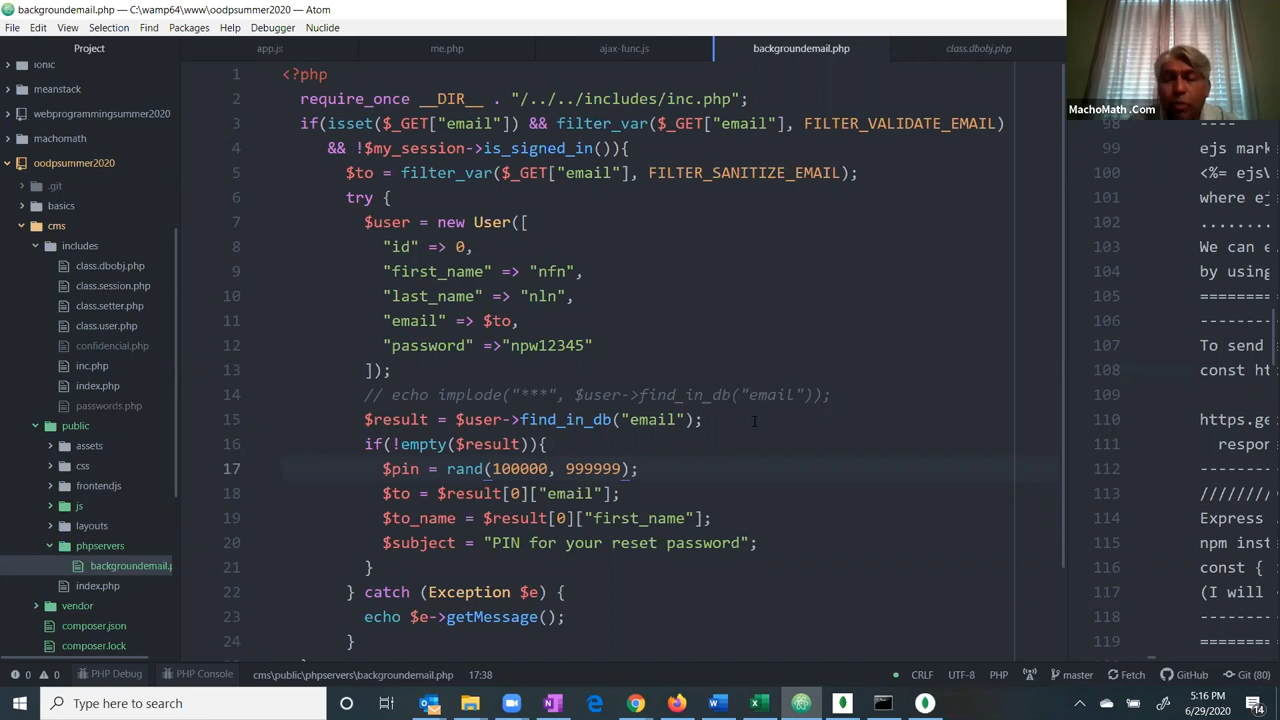 backgroundemail.php — C:\wamp64\www\oodpsummer2020 — Atom
File Edit View Selection Find Packages Help Debugger Nuclide
Project
app.js
me.php
ajax-func.js
backgroundemail.php
class.dbobj.php
MachoMath .Com
ionic
meanstack
webprogrammingsummer2020
machomath
oodpsummer2020
.git
basics
cms
includes
class.dbobj.php
class.session.php
class.setter.php
class.user.php
confidencial.php
inc.php
index.php
passwords.php
public
assets
css
frontendjs
js
layouts
phpservers
backgroundemail.p
index.php
vendor
composer.json
composer.lock
1 <?php
2 require_once __DIR__ . "/../../includes/inc.php";
3 if(isset($_GET["email"]) && filter_var($_GET["email"], FILTER_VALIDATE_EMAIL)
4 && !$my_session->is_signed_in()){
5 $to = filter_var($_GET["email"], FILTER_SANITIZE_EMAIL);
6 try {
7 $user = new User([
8 "id" => 0,
9 "first_name" => "nfn",
10 "last_name" => "nln",
11 "email" => $to,
12 "password" =>"npw12345"
13 ]);
14 // echo implode("***", $user->find_in_db("email"));
15 $result = $user->find_in_db("email");
16 if(!empty($result)){
17 $pin = rand(100000, 999999);
18 $to = $result[0]["email"];
19 $to_name = $result[0]["first_name"];
20 $subject = "PIN for your reset password";
21 }
22 } catch (Exception $e) {
23 echo $e->getMessage();
24 }
98 ----
99 ejs mark
100 <%= ejsV
101 where ej
102 ........
103 We can e
104 by using
105 ========
106 --------
107 To send
108 const ht
109
110 https.ge
111 respon
112 --------
113 ////////
114 Express
115 npm inst
116 const {
117 (I will
118 --------
119 ========
0 0 PHP Debug PHP Console cms\public\phpservers\backgroundemail.php 17:38 CRLF UTF-8 PHP master Fetch GitHub Git (80)
Type here to search
5:16 PM
6/29/2020
14